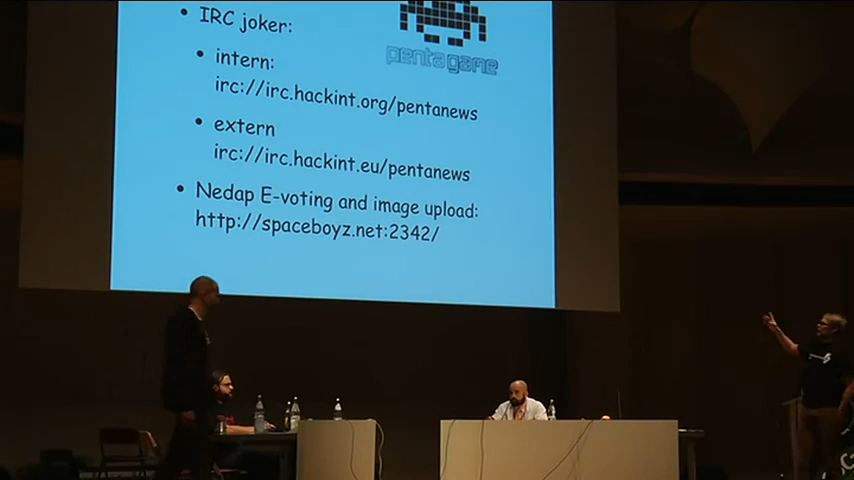 IRC joker:
pentagame
intern:
irc://irc.hackint.org/pentanews
extern
irc://irc.hackint.eu/pentanews
Nedap E-voting and image upload:
http://spaceboyz.net:2342/